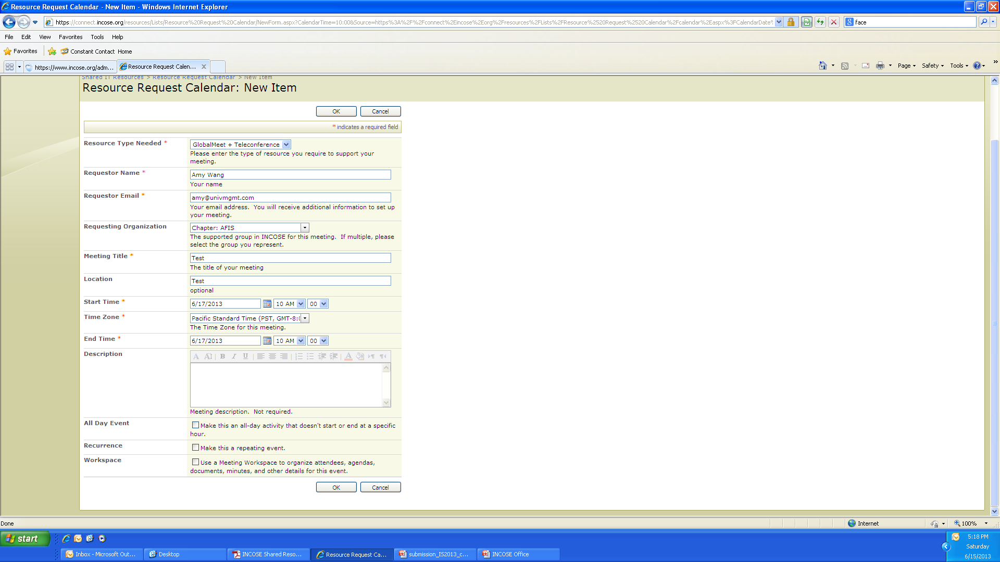 Resource Request Calendar - New Item - Windows Internet Explorer
https://connect.incose.org/resources/Lists/Resource%20Request%20Calendar/NewForm.aspx?CalendarTime=10:00&Source=https%3A%2F%2Fconnect%2Eincose%2Eorg%2Fresources%2FLists%2FResource%2520Request%2520Calendar%2Fcalendar%2Easpx%3FCalendarDate%
face
File Edit View Favorites Tools Help
Favorites Constant Contact Home
https://www.incose.org/adm... Resource Request Calen...
Page Safety Tools
Shared IT Resources > Resource Request Calendar > New Item
Resource Request Calendar: New Item
OK Cancel
* indicates a required field
Resource Type Needed *
GlobalMeet + Teleconference
Please enter the type of resource you require to support your
meeting.
Requestor Name *
Amy Wang
Your name
Requestor Email *
amy@univmgmt.com
Your email address. You will receive additional information to set up
your meeting.
Requesting Organization
Chapter: AFIS
The supported group in INCOSE for this meeting. If multiple, please
select the group you represent.
Meeting Title *
Test
The title of your meeting
Location
Test
optional
Start Time *
6/17/2013 10 AM 00
Time Zone *
Pacific Standard Time (PST, GMT-8:0
The Time Zone for this meeting.
End Time *
6/17/2013 10 AM 00
Description
A A B I U A
Meeting description. Not required.
All Day Event
Make this an all-day activity that doesn't start or end at a specific
hour.
Recurrence
Make this a repeating event.
Workspace
Use a Meeting Workspace to organize attendees, agendas,
documents, minutes, and other details for this event.
OK Cancel
Done
Internet
100%
start
5:18 PM
Saturday
6/15/2013
Inbox - Microsoft Out...
Desktop
INCOSE Shared Reso...
Resource Request Ca...
submission_IS2013_c...
INCOSE Office